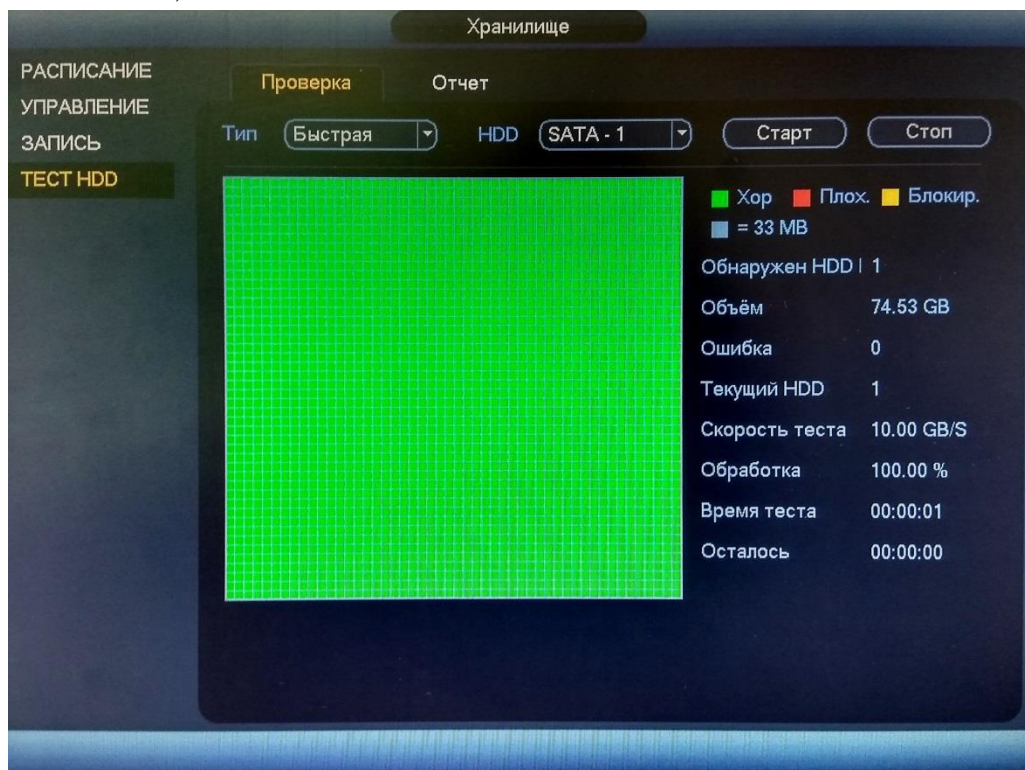 Хранилище
РАСПИСАНИЕ
УПРАВЛЕНИЕ
ЗАПИСЬ
ТЕСТ HDD
Проверка Отчет
Тип Быстрая HDD SATA - 1 Старт Стоп
Хор Плох. Блокир.
= 33 MB
Обнаружен HDD 1
Объём 74.53 GB
Ошибка 0
Текущий HDD 1
Скорость теста 10.00 GB/S
Обработка 100.00 %
Время теста 00:00:01
Осталось 00:00:00